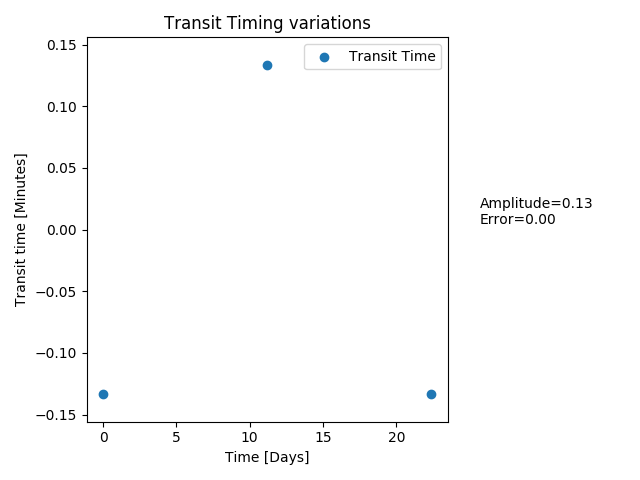 Transit Timing variations
Transit Time
0.15
0.10
0.05
0.00
−0.05
−0.10
−0.15
Transit time [Minutes]
0
5
10
15
20
Time [Days]
Amplitude=0.13
Error=0.00